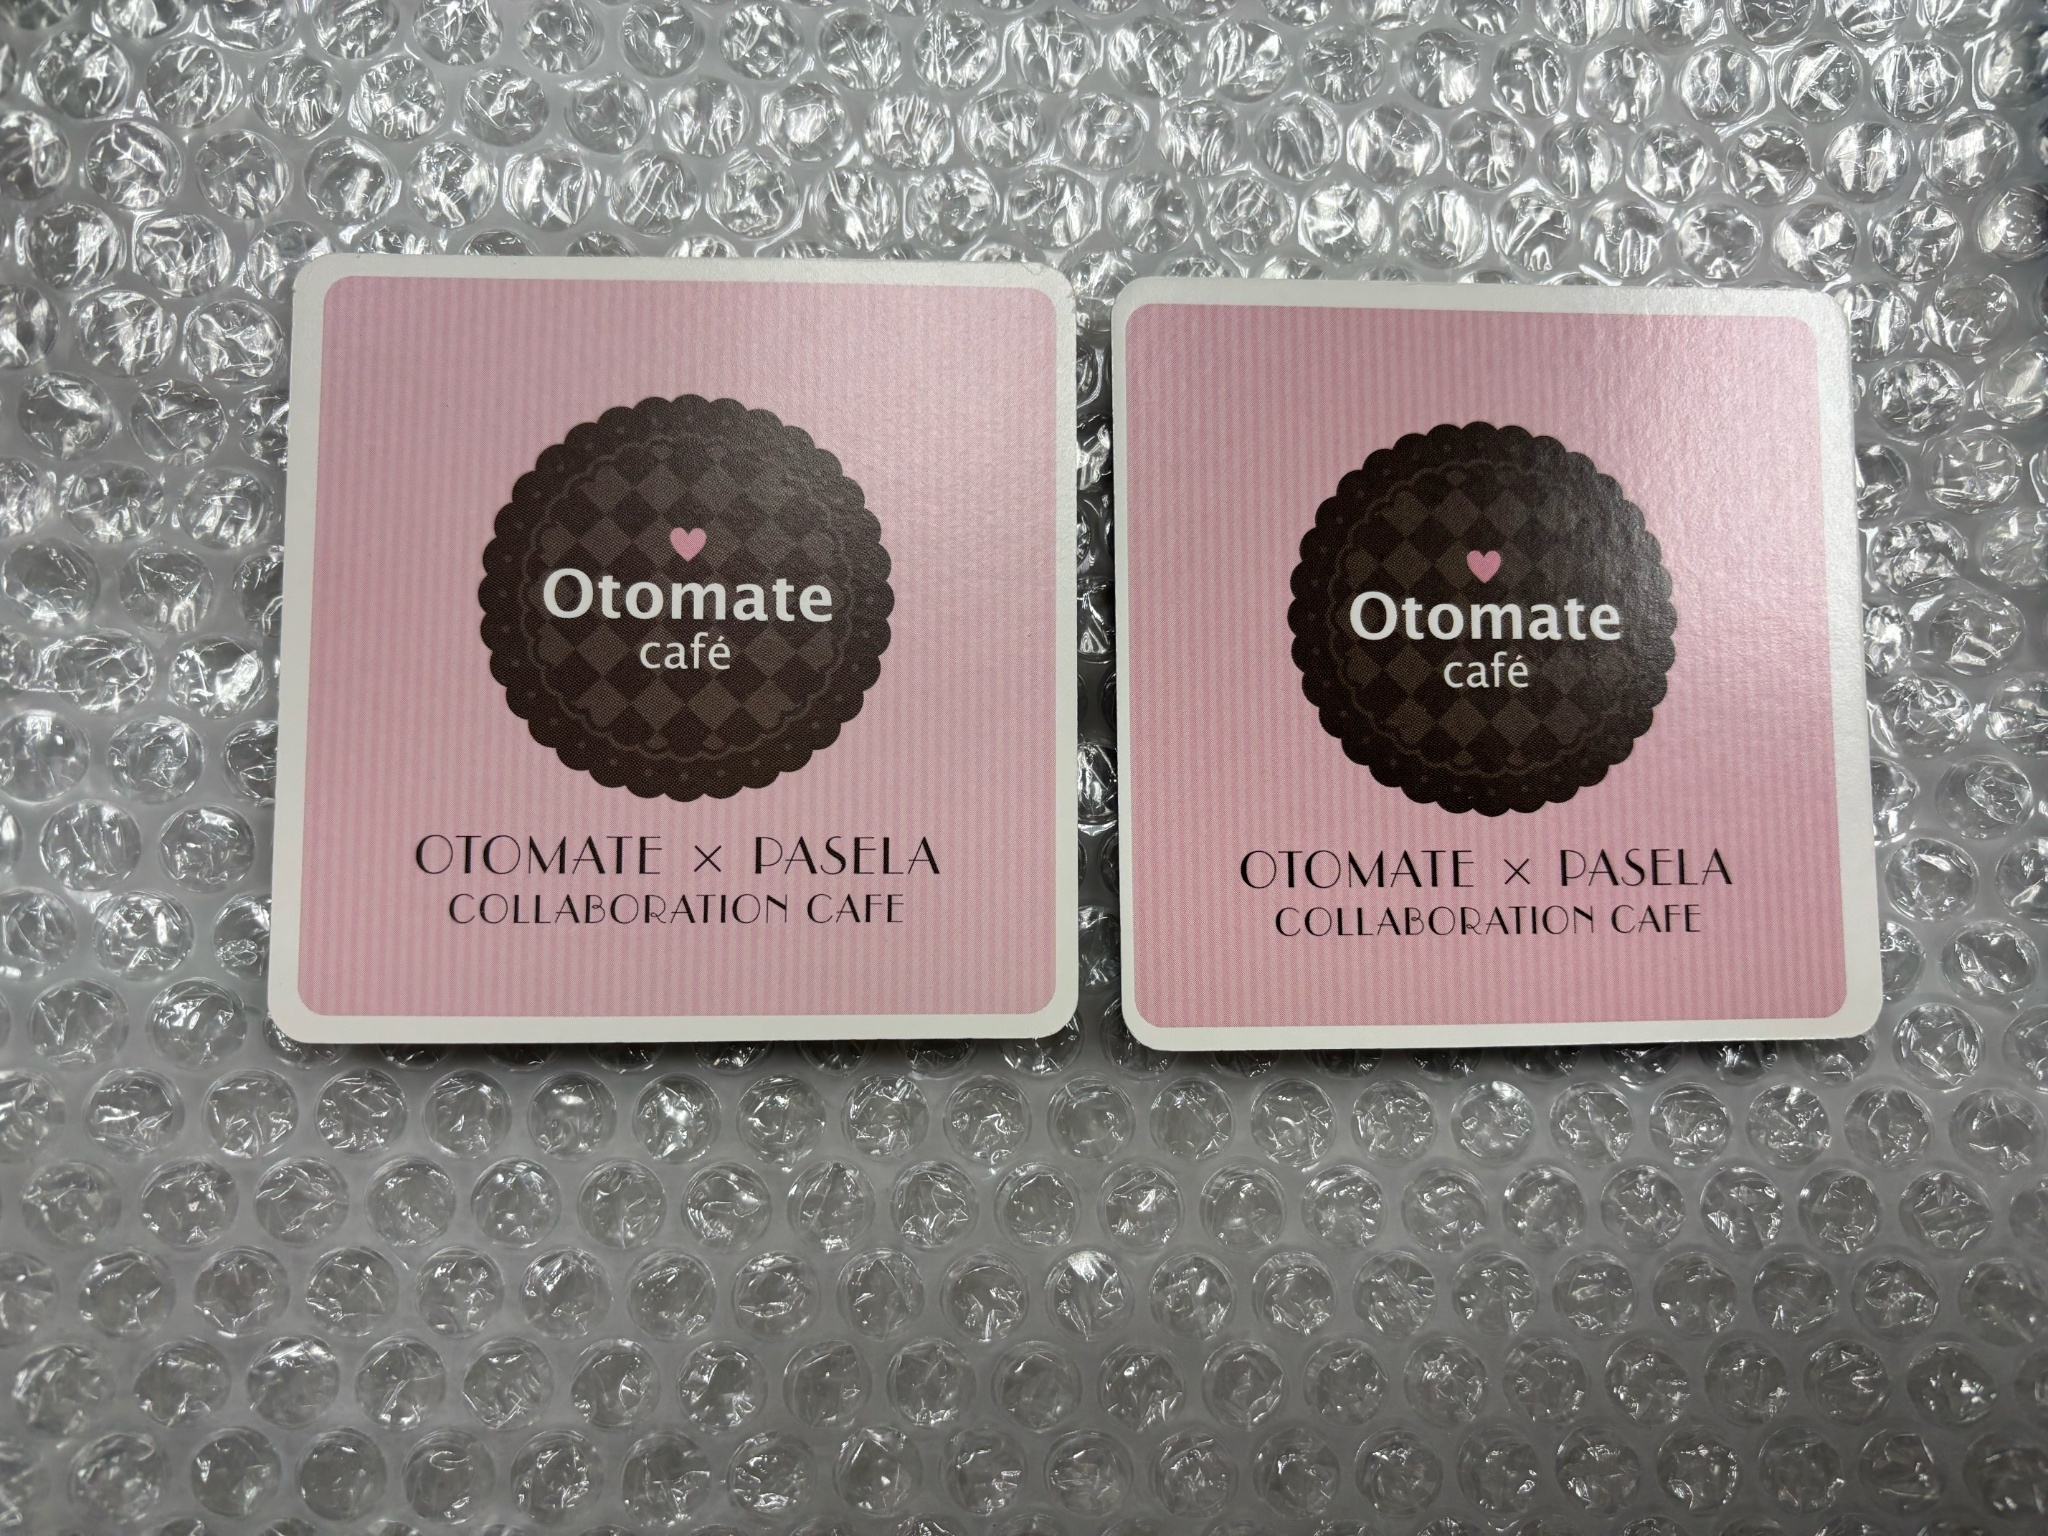 Otomate
café
OTOMATE × PASELA
COLLABORATION CAFE
Otomate
café
OTOMATE × PASELA
COLLABORATION CAFE